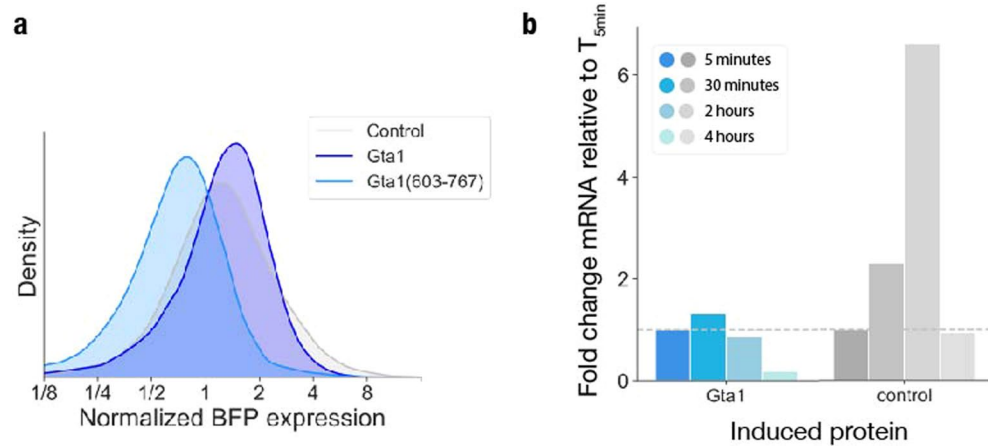 a
Density
Control
Gta1
Gta1(603-767)
1/8 1/4 1/2 1 2 4 8
Normalized BFP expression
b
Fold change mRNA relative to T5min
6
4
2
0
5 minutes
30 minutes
2 hours
4 hours
Gta1 control
Induced protein